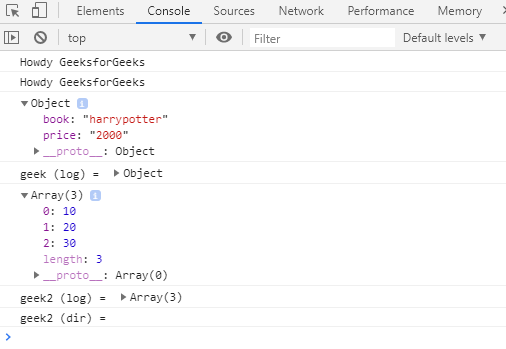 Elements Console Sources Network Performance Memory
top Filter Default levels
Howdy GeeksforGeeks
Howdy GeeksforGeeks
Object i
book: "harrypotter"
price: "2000"
__proto__: Object
geek (log) = Object
Array(3) i
0: 10
1: 20
2: 30
length: 3
__proto__: Array(0)
geek2 (log) = Array(3)
geek2 (dir) =